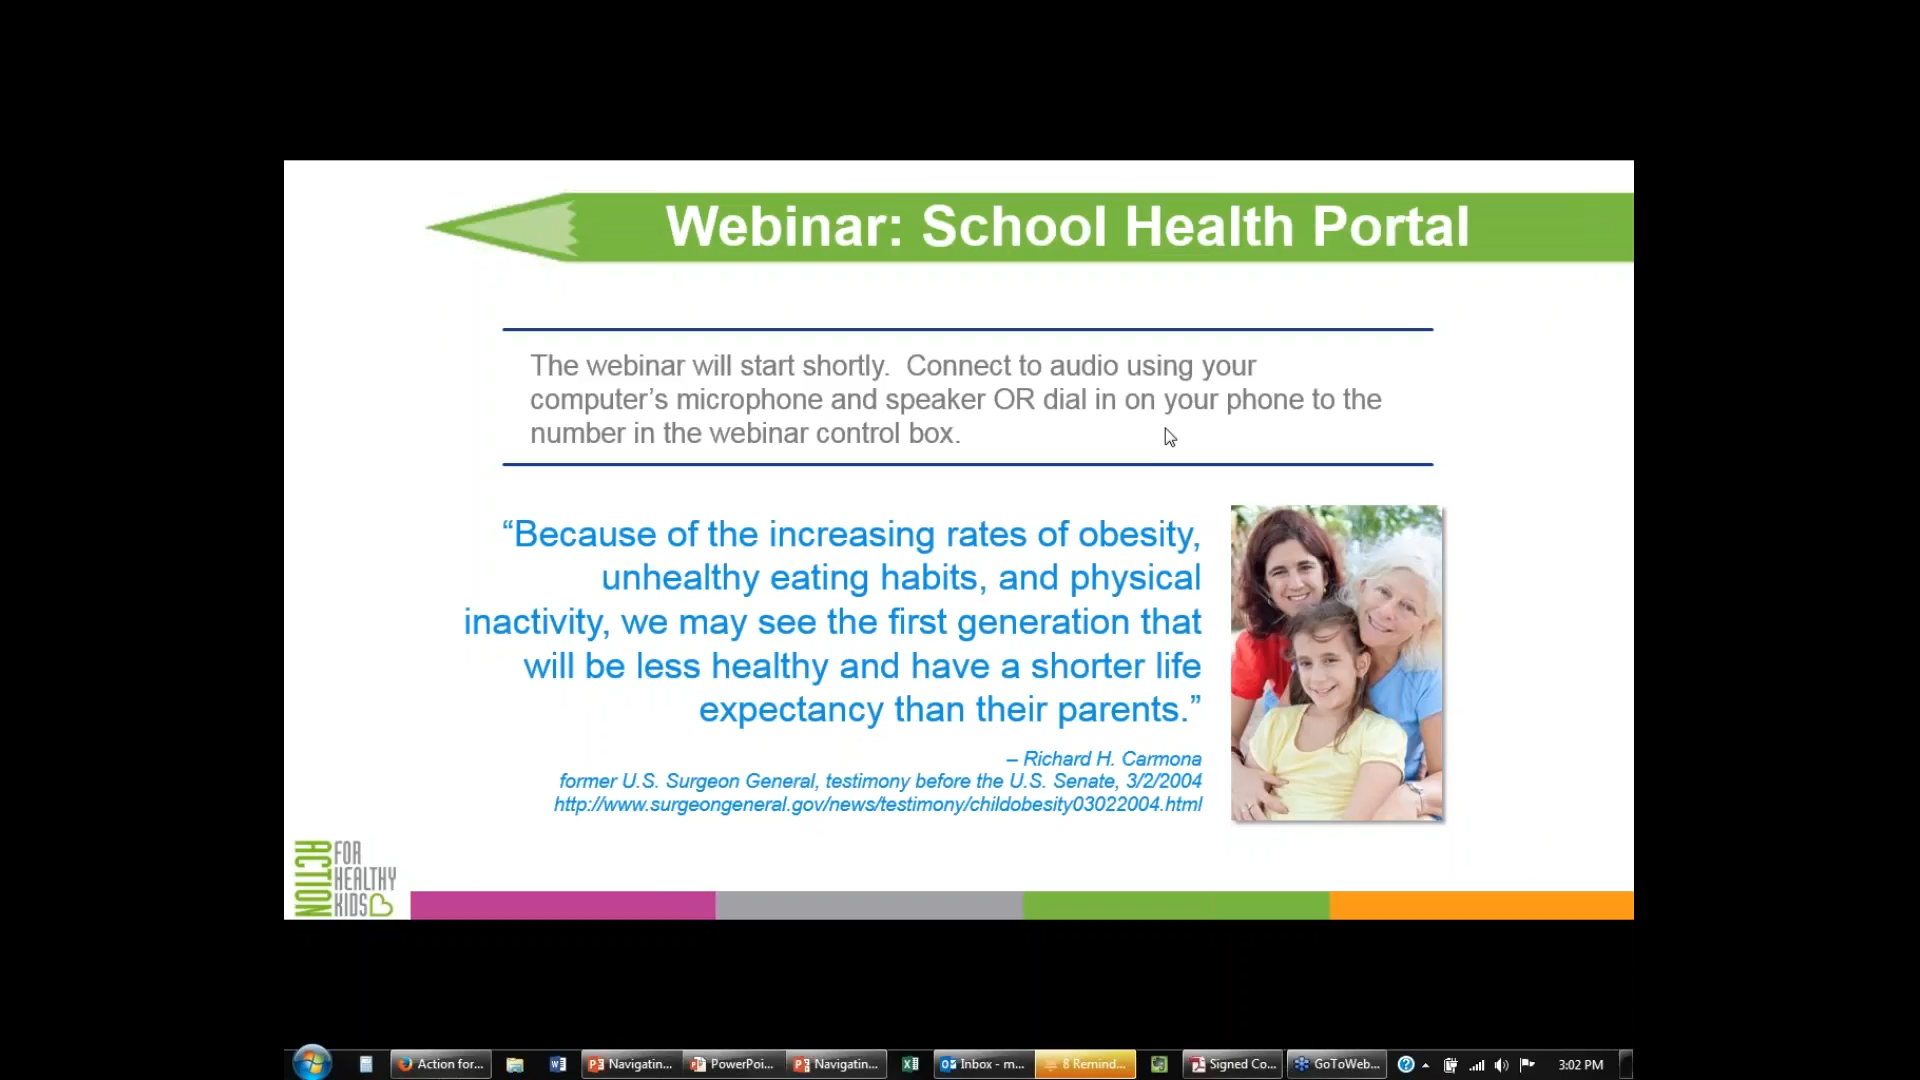 Webinar: School Health Portal
The webinar will start shortly.  Connect to audio using your
computer’s microphone and speaker OR dial in on your phone to the
number in the webinar control box.
“Because of the increasing rates of obesity,
unhealthy eating habits, and physical
inactivity, we may see the first generation that
will be less healthy and have a shorter life
expectancy than their parents.”
– Richard H. Carmona
former U.S. Surgeon General, testimony before the U.S. Senate, 3/2/2004
http://www.surgeongeneral.gov/news/testimony/childobesity03022004.html
ACTION
FOR
HEALTHY
KIDS
Action for... Navigatin... PowerPoi... Navigatin... Inbox - m... 8 Remind... Signed Co... GoToWeb... 3:02 PM